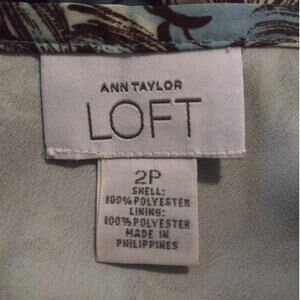 ANN TAYLOR
LOFT
2P
SHELL:
100% POLYESTER
LINING:
100% POLYESTER
MADE IN
PHILIPPINES